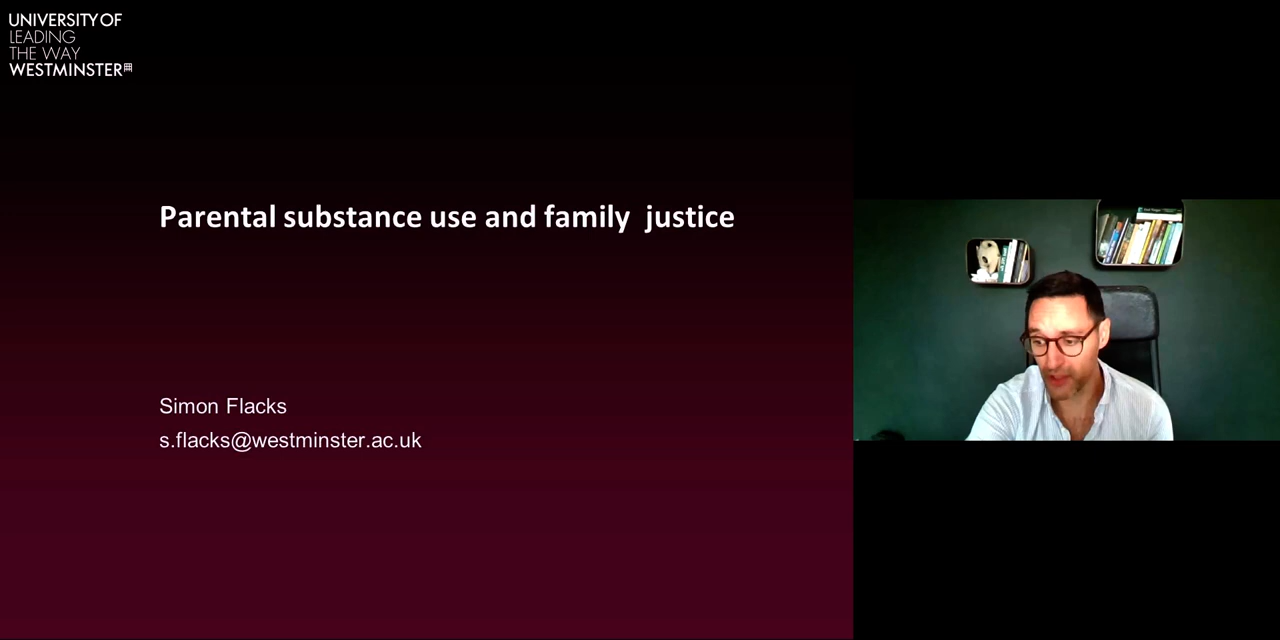 UNIVERSITY OF
LEADING
THE WAY
WESTMINSTER
Parental substance use and family  justice
Simon Flacks
s.flacks@westminster.ac.uk